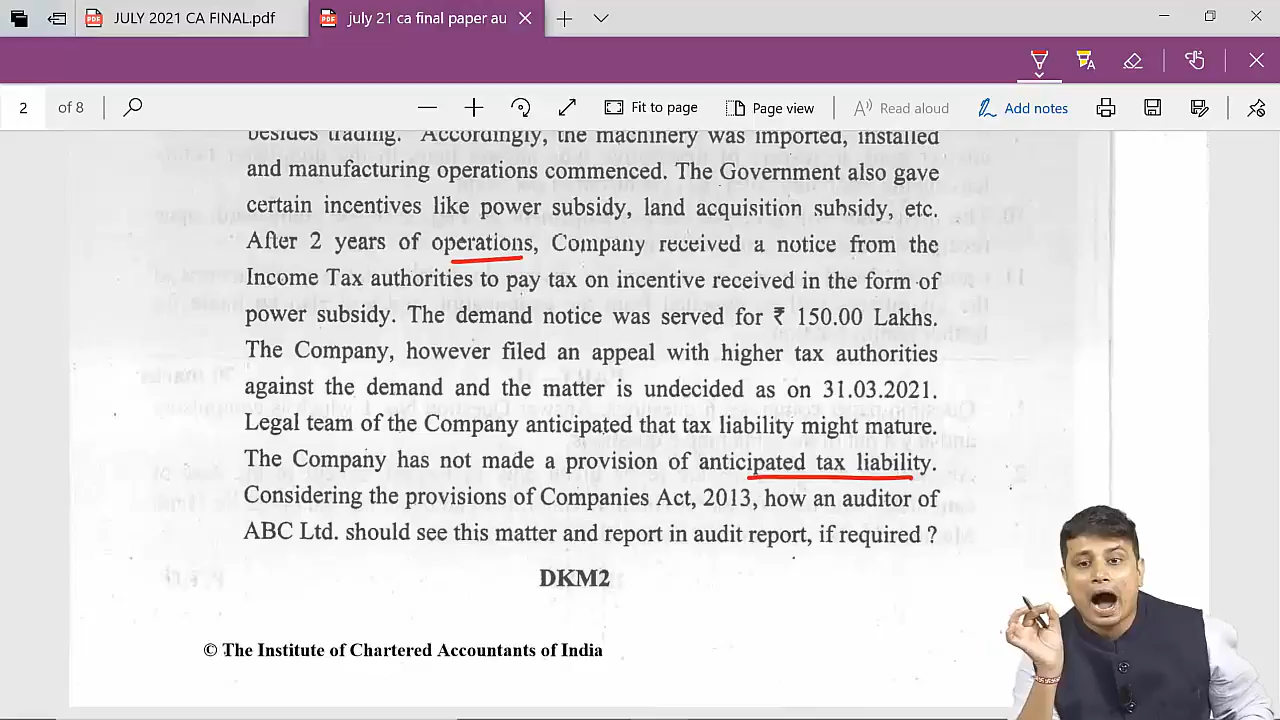 JULY 2021 CA FINAL.pdf
july 21 ca final paper au
2 of 8
Fit to page
Page view
Read aloud
Add notes
besides trading. Accordingly, the machinery was imported, installed
and manufacturing operations commenced. The Government also gave
certain incentives like power subsidy, land acquisition subsidy, etc.
After 2 years of operations, Company received a notice from the
Income Tax authorities to pay tax on incentive received in the form of
power subsidy. The demand notice was served for ₹ 150.00 Lakhs.
The Company, however filed an appeal with higher tax authorities
against the demand and the matter is undecided as on 31.03.2021.
Legal team of the Company anticipated that tax liability might mature.
The Company has not made a provision of anticipated tax liability.
Considering the provisions of Companies Act, 2013, how an auditor of
ABC Ltd. should see this matter and report in audit report, if required ?
DKM2
© The Institute of Chartered Accountants of India